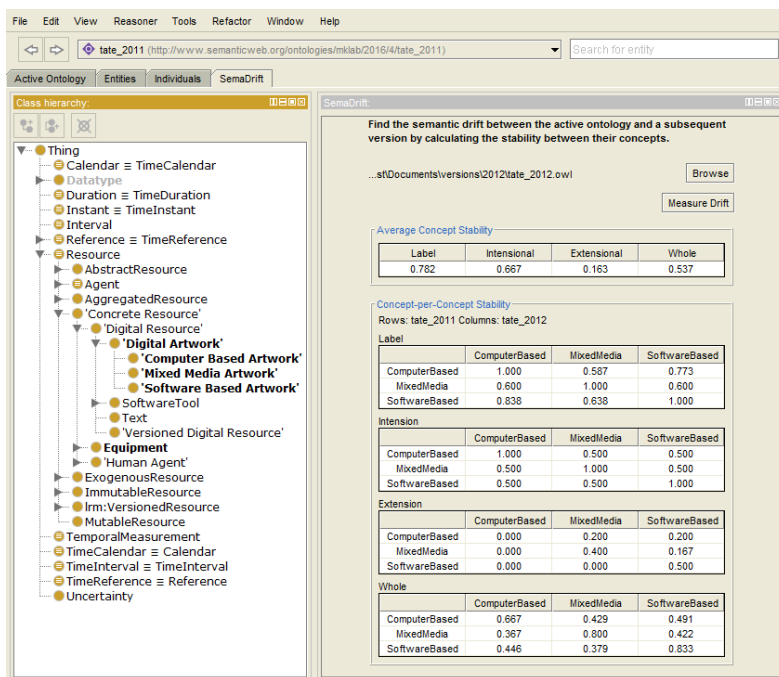 File Edit View Reasoner Tools Refactor Window Help
tate_2011 (http://www.semanticweb.org/ontologies/mklab/2016/4/tate_2011)
Search for entity
Active Ontology Entities Individuals SemaDrift
Class hierarchy:
Thing
Calendar ≡ TimeCalendar
Datatype
Duration ≡ TimeDuration
Instant ≡ TimeInstant
Interval
Reference ≡ TimeReference
Resource
AbstractResource
Agent
AggregatedResource
'Concrete Resource'
'Digital Resource'
'Digital Artwork'
'Computer Based Artwork'
'Mixed Media Artwork'
'Software Based Artwork'
SoftwareTool
Text
'Versioned Digital Resource'
Equipment
'Human Agent'
ExogenousResource
ImmutableResource
lrm:VersionedResource
MutableResource
TemporalMeasurement
TimeCalendar ≡ Calendar
TimeInterval ≡ TimeInterval
TimeReference ≡ Reference
Uncertainty
SemaDrift:
Find the semantic drift between the active ontology and a subsequent
version by calculating the stability between their concepts.
...st\Documents\versions\2012\tate_2012.owl Browse
Measure Drift
Average Concept Stability
Label Intensional Extensional Whole
0.782 0.667 0.163 0.537
Concept-per-Concept Stability
Rows: tate_2011 Columns: tate_2012
Label
ComputerBased MixedMedia SoftwareBased
ComputerBased 1.000 0.587 0.773
MixedMedia 0.600 1.000 0.600
SoftwareBased 0.838 0.638 1.000
Intension
ComputerBased MixedMedia SoftwareBased
ComputerBased 1.000 0.500 0.500
MixedMedia 0.500 1.000 0.500
SoftwareBased 0.500 0.500 1.000
Extension
ComputerBased MixedMedia SoftwareBased
ComputerBased 0.000 0.200 0.200
MixedMedia 0.000 0.400 0.167
SoftwareBased 0.000 0.000 0.500
Whole
ComputerBased MixedMedia SoftwareBased
ComputerBased 0.667 0.429 0.491
MixedMedia 0.367 0.800 0.422
SoftwareBased 0.446 0.379 0.833